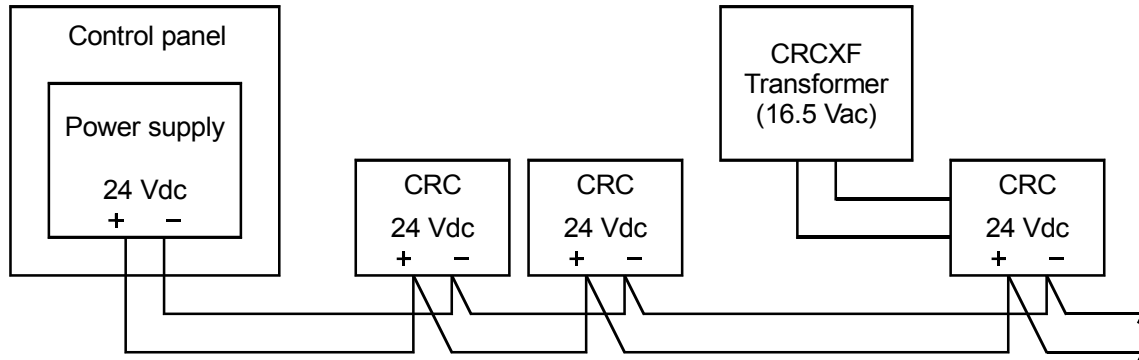 Control panel
Power supply
24 Vdc
+ −
CRC
24 Vdc
+ −
CRC
24 Vdc
+ −
CRCXF
Transformer
(16.5 Vac)
CRC
24 Vdc
+ −